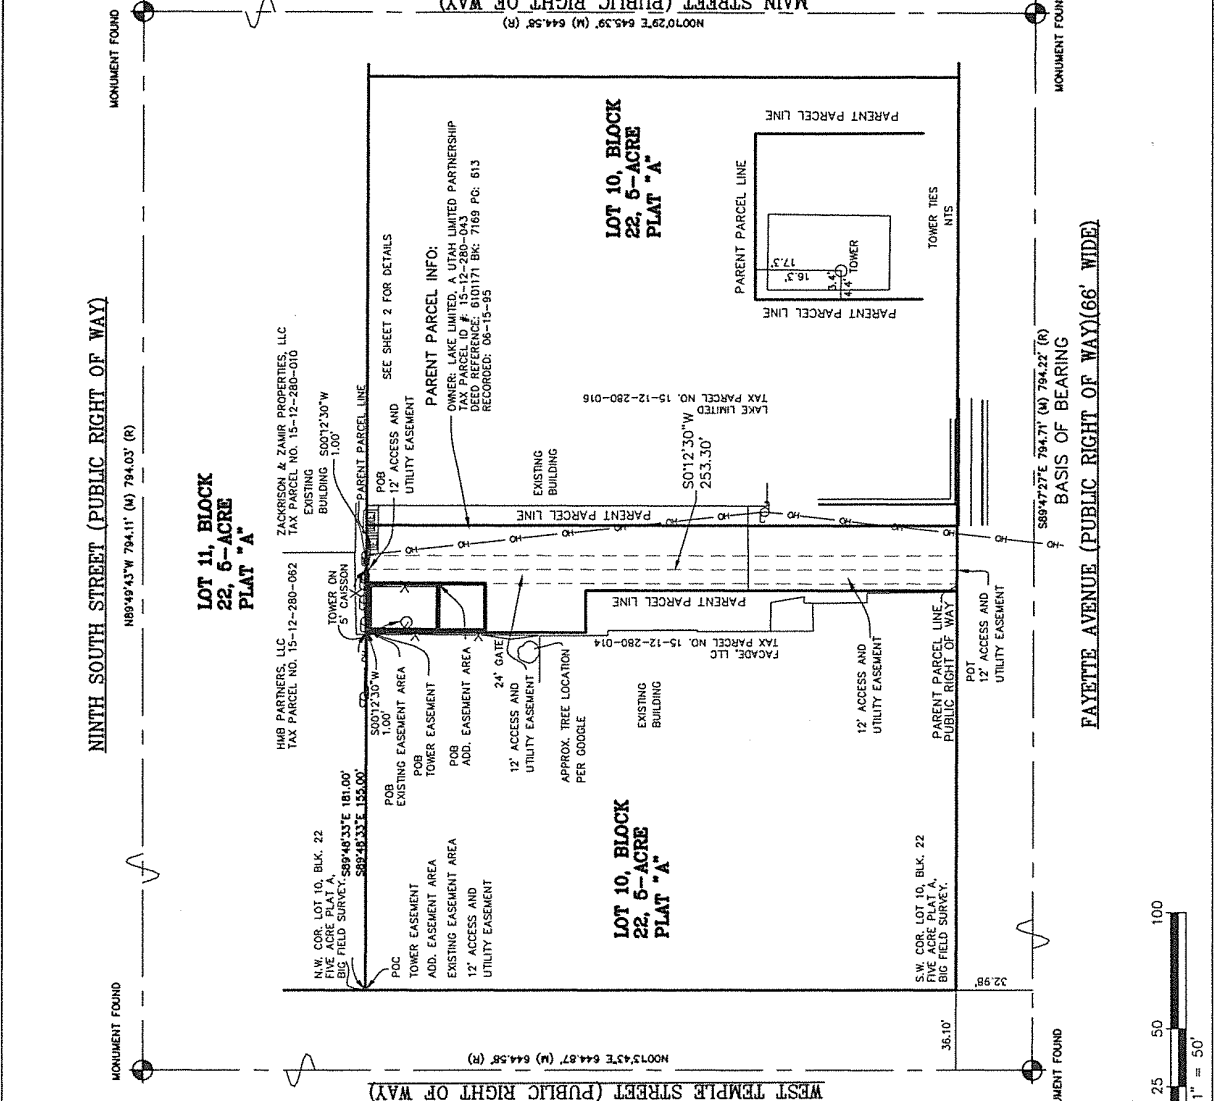 MAIN STREET (PUBLIC RIGHT OF WAY)
N00°10'29"E 645.39' (M) 644.58' (R)
MONUMENT FOUND
MONUMENT FOUND
NINTH SOUTH STREET (PUBLIC RIGHT OF WAY)
N89°49'43"W 794.11' (M) 794.03' (R)
LOT 11, BLOCK
22, 5-ACRE
PLAT "A"
ZACKRISON & ZAMIR PROPERTIES, LLC
TAX PARCEL NO. 15-12-280-010
EXISTING
BUILDING
S00°12'30"W
1.00'
PARENT PARCEL LINE
POB
12' ACCESS AND
UTILITY EASEMENT
SEE SHEET 2 FOR DETAILS
PARENT PARCEL INFO:
OWNER: LAKE LIMITED, A UTAH LIMITED PARTNERSHIP
TAX PARCEL ID #: 15-12-280-043
DEED REFERENCE: 6101171 BK: 7169 PG: 613
RECORDED: 06-15-95
LOT 10, BLOCK
22, 5-ACRE
PLAT "A"
PARENT PARCEL LINE
PARENT PARCEL LINE
PARENT PARCEL LINE
17.3'
16.3'
3.4'
4.4'
TOWER
TOWER TIES
NTS
LAKE LIMITED
TAX PARCEL NO. 15-12-280-016
EXISTING
BUILDING
S0°12'30"W
253.30'
PARENT PARCEL LINE
OH
OH
OH
OH
OH
OH
OH
OH
OH
OH
HMB PARTNERS, LLC
TAX PARCEL NO. 15-12-280-062
TOWER ON
5' CAISSON
S00°12'30"W
1.00'
POB
EXISTING EASEMENT AREA
POB
TOWER EASEMENT
POB
ADD. EASEMENT AREA
24' GATE
12' ACCESS AND
UTILITY EASEMENT
APPROX. TREE LOCATION
PER GOOGLE
PARENT PARCEL LINE
FACADE, LLC
TAX PARCEL NO. 15-12-280-014
EXISTING
BUILDING
12' ACCESS AND
UTILITY EASEMENT
PARENT PARCEL LINE
PUBLIC RIGHT OF WAY
POT
12' ACCESS AND
UTILITY EASEMENT
S89°47'27"E 794.71' (M) 794.22' (R)
BASIS OF BEARING
FAYETTE AVENUE (PUBLIC RIGHT OF WAY)(66' WIDE)
S89°48'33"E 181.00'
S89°48'33"E 155.00'
N.W. COR. LOT 10, BLK. 22
FIVE ACRE PLAT A,
BIG FIELD SURVEY.
POC
TOWER EASEMENT
ADD. EASEMENT AREA
EXISTING EASEMENT AREA
12' ACCESS AND
UTILITY EASEMENT
LOT 10, BLOCK
22, 5-ACRE
PLAT "A"
S.W. COR. LOT 10, BLK. 22
FIVE ACRE PLAT A,
BIG FIELD SURVEY.
32.98'
36.10'
MONUMENT FOUND
MENT FOUND
N00°13'43"E 644.87' (M) 644.58' (R)
WEST TEMPLE STREET (PUBLIC RIGHT OF WAY)
25
50
100
1" = 50'